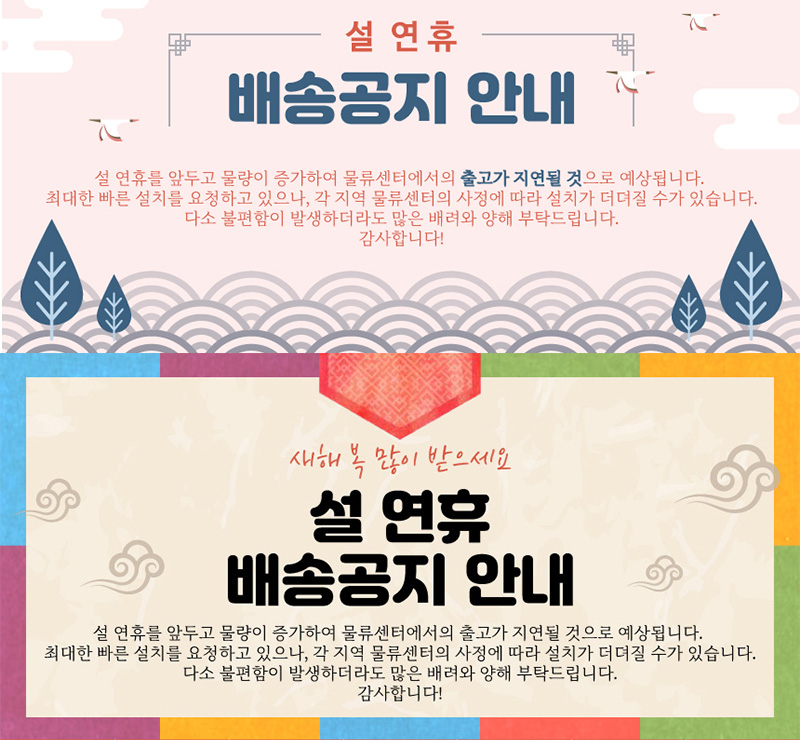 설 연휴
배송공지 안내
설 연휴를 앞두고 물량이 증가하여 물류센터에서의 출고가 지연될 것으로 예상됩니다.
최대한 빠른 설치를 요청하고 있으나, 각 지역 물류센터의 사정에 따라 설치가 더뎌질 수가 있습니다.
다소 불편함이 발생하더라도 많은 배려와 양해 부탁드립니다.
감사합니다!
새해 복 많이 받으세요
설 연휴
배송공지 안내
설 연휴를 앞두고 물량이 증가하여 물류센터에서의 출고가 지연될 것으로 예상됩니다.
최대한 빠른 설치를 요청하고 있으나, 각 지역 물류센터의 사정에 따라 설치가 더뎌질 수가 있습니다.
다소 불편함이 발생하더라도 많은 배려와 양해 부탁드립니다.
감사합니다!